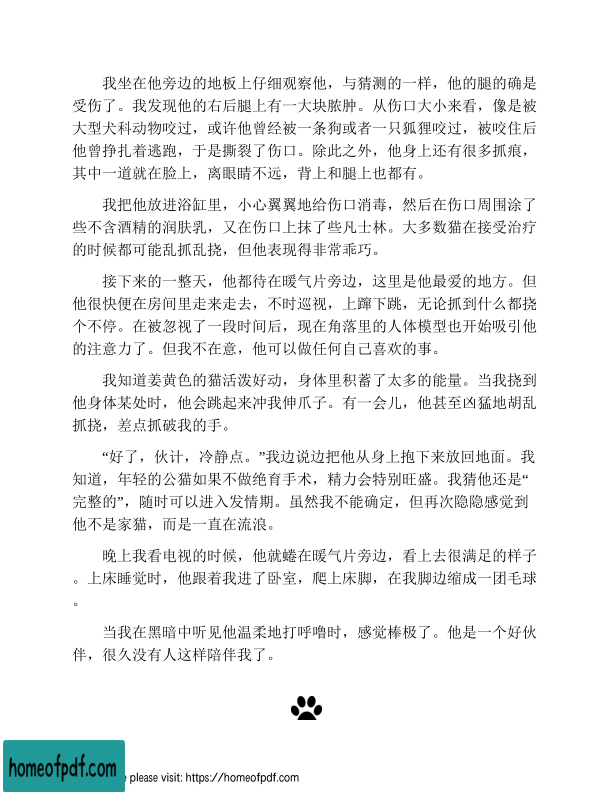 我坐在他旁边的地板上仔细观察他，与猜测的一样，他的腿的确是
受伤了。我发现他的右后腿上有一大块脓肿。从伤口大小来看，像是被
大型犬科动物咬过，或许他曾经被一条狗或者一只狐狸咬过，被咬住后
他曾挣扎着逃跑，于是撕裂了伤口。除此之外，他身上还有很多抓痕，
其中一道就在脸上，离眼睛不远，背上和腿上也都有。
我把他放进浴缸里，小心翼翼地给伤口消毒，然后在伤口周围涂了
些不含酒精的润肤乳，又在伤口上抹了些凡士林。大多数猫在接受治疗
的时候都可能乱抓乱挠，但他表现得非常乖巧。
接下来的一整天，他都待在暖气片旁边，这里是他最爱的地方。但
他很快便在房间里走来走去，不时巡视，上蹿下跳，无论抓到什么都挠
个不停。在被忽视了一段时间后，现在角落里的人体模型也开始吸引他
的注意力了。但我不在意，他可以做任何自己喜欢的事。
我知道姜黄色的猫活泼好动，身体里积蓄了太多的能量。当我挠到
他身体某处时，他会跳起来冲我伸爪子。有一会儿，他甚至凶猛地胡乱
抓挠，差点抓破我的手。
“好了，伙计，冷静点。”我边说边把他从身上抱下来放回地面。我
知道，年轻的公猫如果不做绝育手术，精力会特别旺盛。我猜他还是“
完整的”，随时可以进入发情期。虽然我不能确定，但再次隐隐感觉到
他不是家猫，而是一直在流浪。
晚上我看电视的时候，他就蜷在暖气片旁边，看上去很满足的样子
。上床睡觉时，他跟着我进了卧室，爬上床脚，在我脚边缩成一团毛球
。
当我在黑暗中听见他温柔地打呼噜时，感觉棒极了。他是一个好伙
伴，很久没有人这样陪伴我了。
homeofpdf.com
e please visit: https://homeofpdf.com